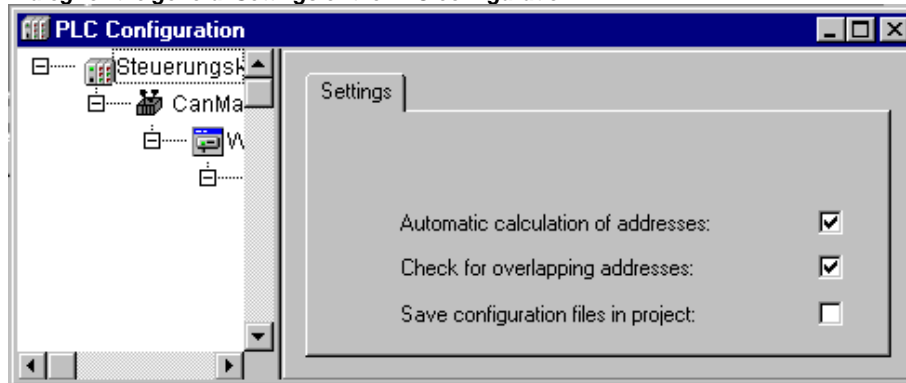 PLC Configuration
Steuerungsk
CanMa
Settings
Automatic calculation of addresses:
Check for overlapping addresses:
Save configuration files in project: